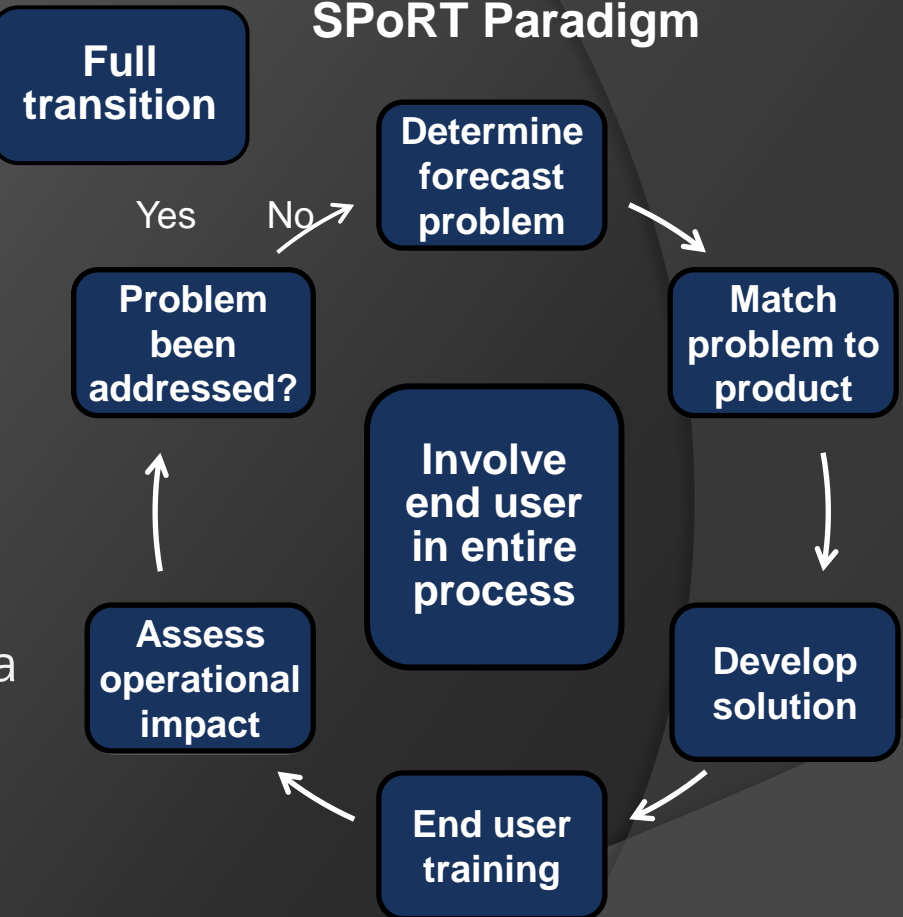 SPoRT Paradigm
Full
transition
Determine
forecast
problem
Yes No
Problem
been
addressed?
Match
problem to
product
Involve
end user
in entire
process
Assess
operational
impact
a
Develop
solution
End user
training